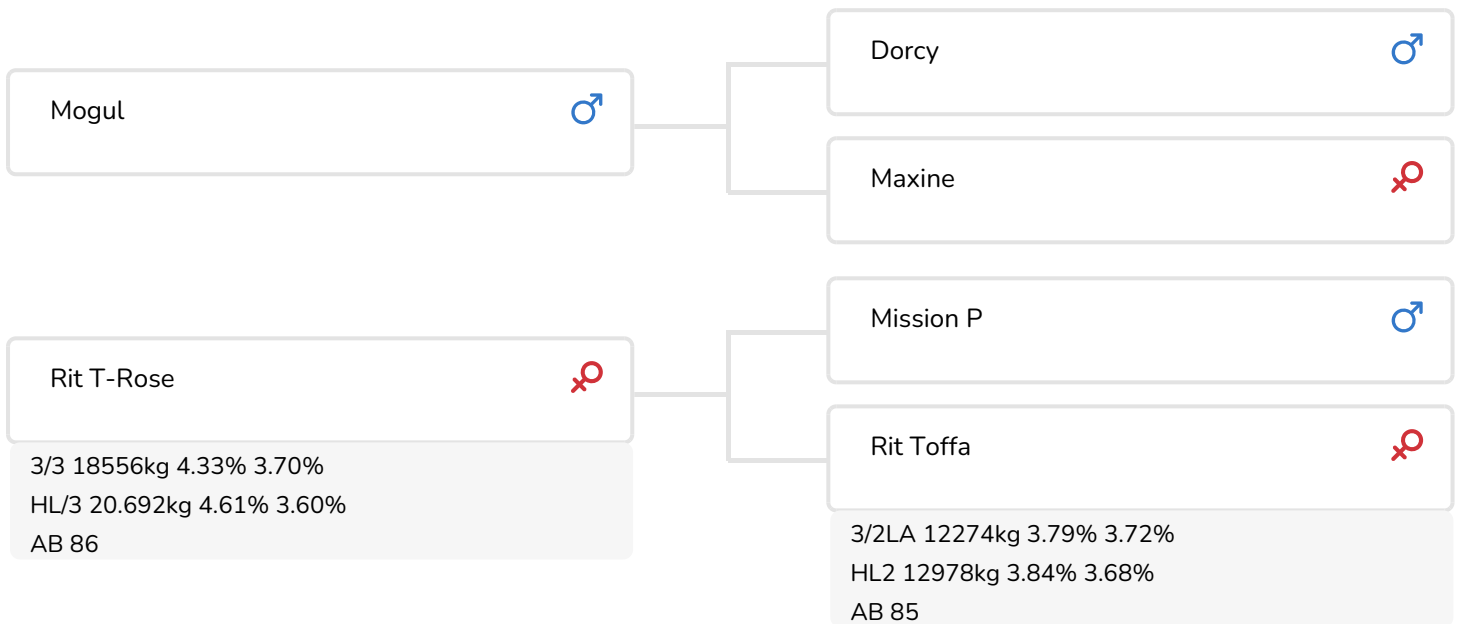 Dorcy
Mogul
Maxine
Mission P
Rit T-Rose
Rit Toffa
3/3 18556kg 4.33% 3.70%
HL/3 20.692kg 4.61% 3.60%
AB 86
3/2LA 12274kg 3.79% 3.72%
HL2 12978kg 3.84% 3.68%
AB 85